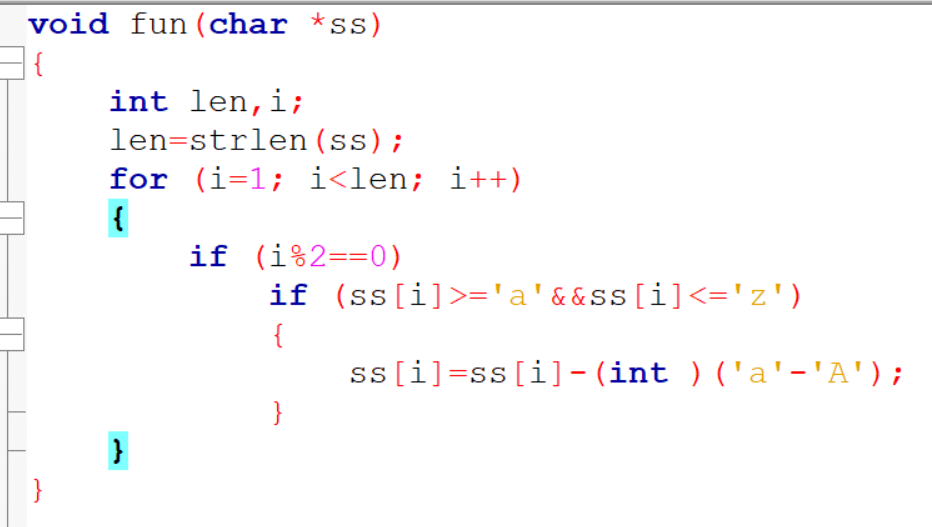 void fun(char *ss)
{
int len,i;
len=strlen(ss);
for (i=1; i<len; i++)
{
if (i%2==0)
if (ss[i]>='a'&&ss[i]<='z')
{
ss[i]=ss[i]-(int )('a'-'A');
}
}
}